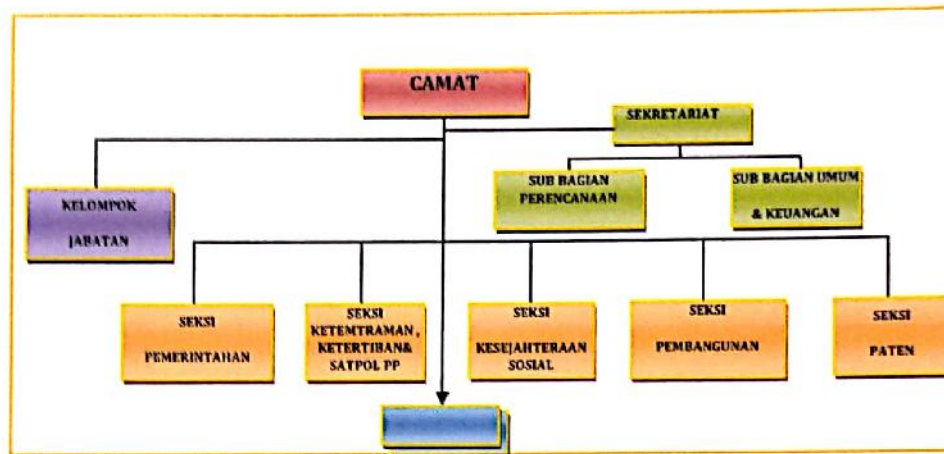 CAMAT
SEKRETARIAT
SUB BAGIAN
PERENCANAAN
SUB BAGIAN UMUM
& KEUANGAN
KELOMPOK
JABATAN
SEKSI
PEMERINTAHAN
SEKSI
KETEMTRAMAN ,
KETERTIBAN&
SATPOL PP
SEKSI
KESEJAHTERAAN
SOSIAL
SEKSI
PEMBANGUNAN
SEKSI
PATEN